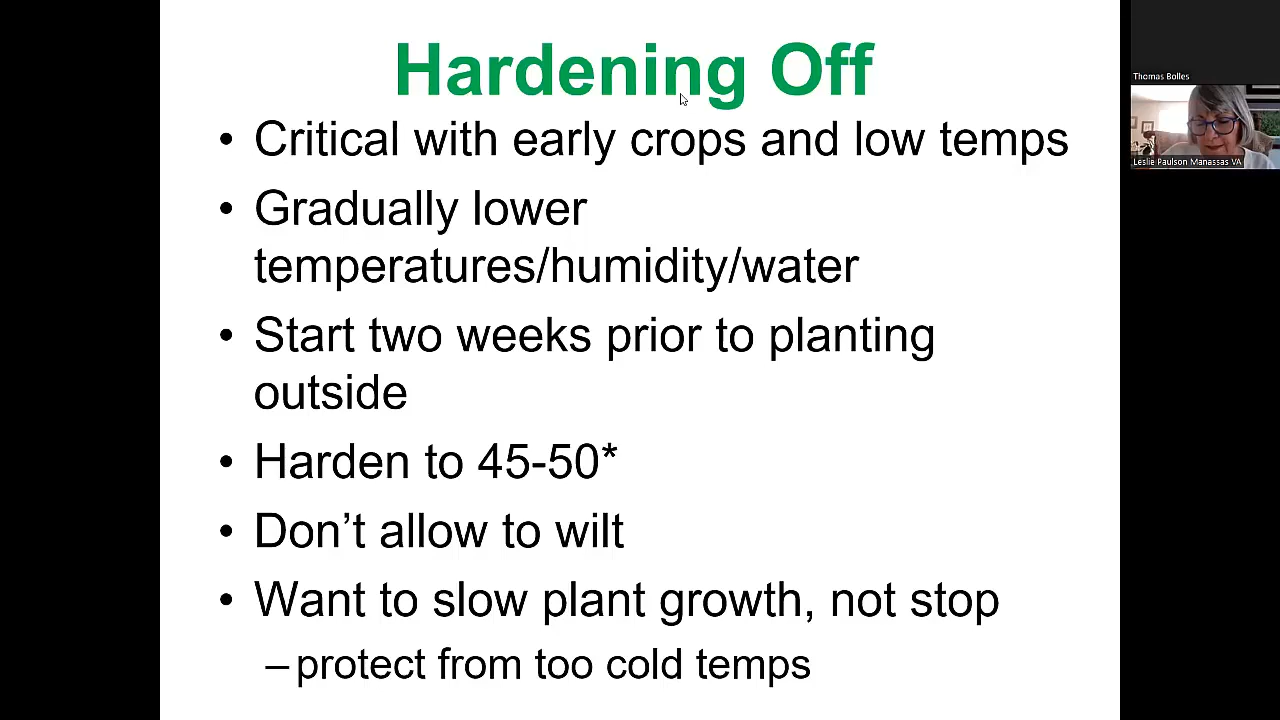 Hardening Off
• Critical with early crops and low temps
• Gradually lower
temperatures/humidity/water
• Start two weeks prior to planting
outside
• Harden to 45-50*
• Don’t allow to wilt
• Want to slow plant growth, not stop
– protect from too cold temps
Thomas Bolles
Leslie Paulson Manassas VA